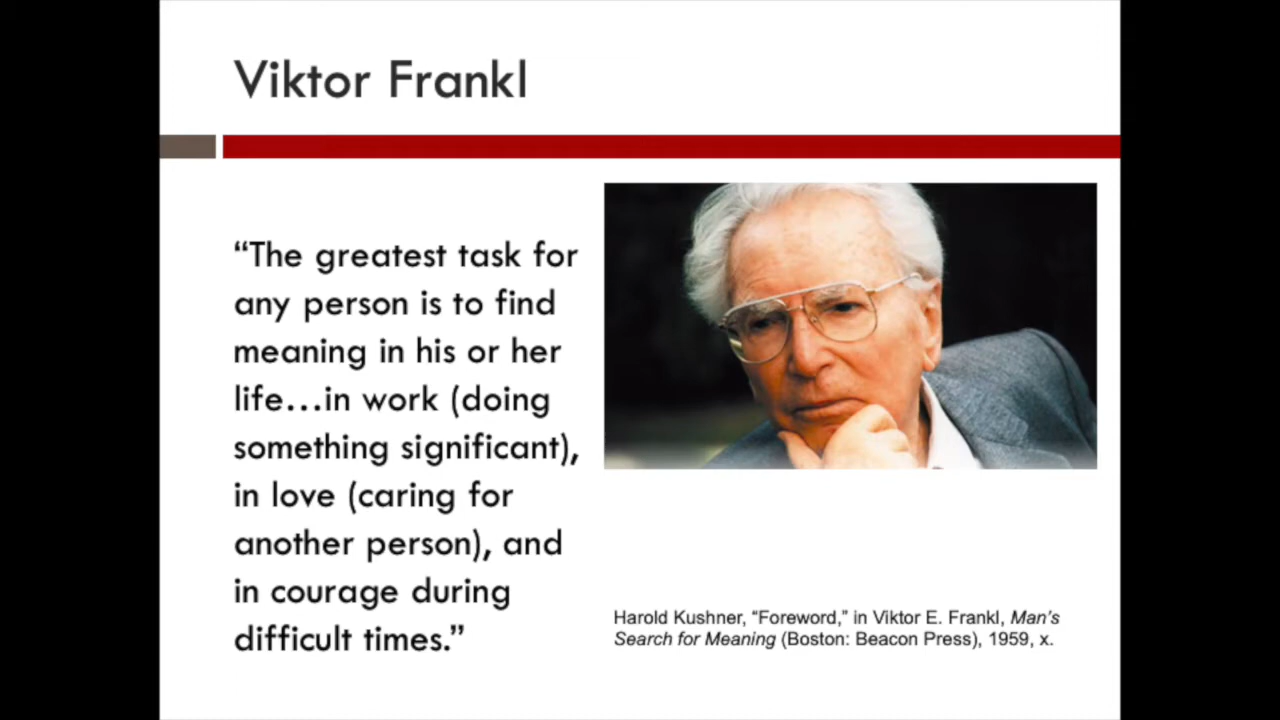 Viktor Frankl
“The greatest task for
any person is to find
meaning in his or her
life…in work (doing
something significant),
in love (caring for
another person), and
in courage during
difficult times.”
Harold Kushner, “Foreword,” in Viktor E. Frankl, Man’s
Search for Meaning (Boston: Beacon Press), 1959, x.